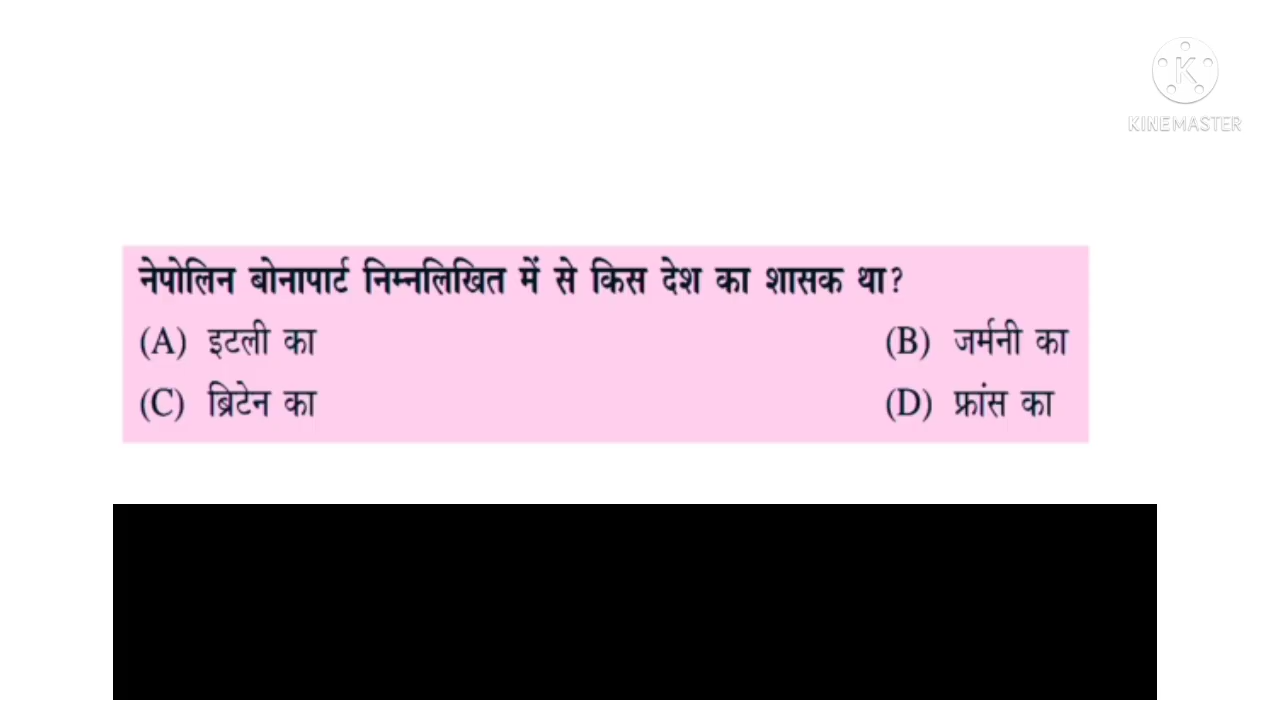 KINEMASTER
नेपोलिन बोनापार्ट निम्नलिखित में से किस देश का शासक था?
(A) इटली का (B) जर्मनी का
(C) ब्रिटेन का (D) फ्रांस का